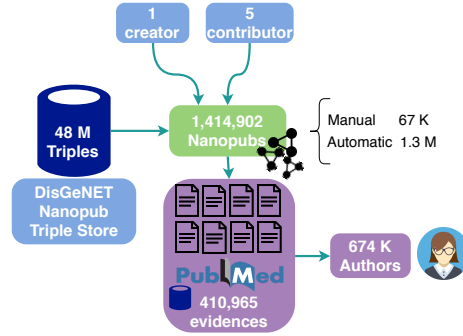 1
creator
5
contributor
48 M
Triples
1,414,902
Nanopubs
Manual 67 K
Automatic 1.3 M
DisGeNET
Nanopub
Triple Store
PubMed
410,965
evidences
674 K
Authors